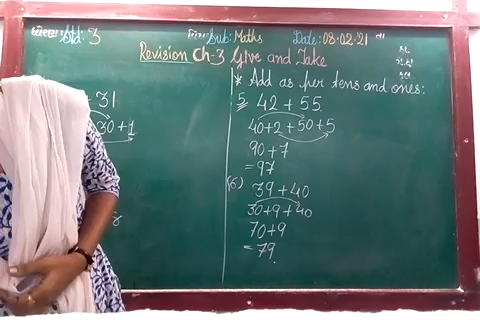 Std: 3
Sub: Maths
Date: 08.02.21
Revision Ch-3 Give and Take
31
30+1
* Add as per tens and ones:
5 42 + 55
40+2 + 50+5
90+7
= 97
(6) 39 + 40
30+9 + 40
70+9
= 79.